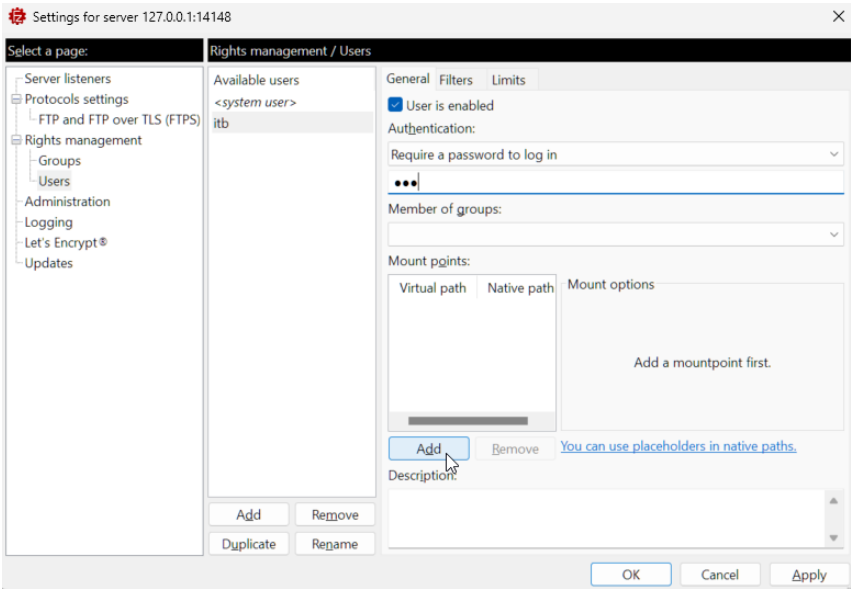 Settings for server 127.0.0.1:14148
Select a page:
Server listeners
Protocols settings
FTP and FTP over TLS (FTPS)
Rights management
Groups
Users
Administration
Logging
Let's Encrypt®
Updates
Rights management / Users
Available users
<system user>
itb
Add
Remove
Duplicate
Rename
General
Filters
Limits
User is enabled
Authentication:
Require a password to log in
•••
Member of groups:
Mount points:
Virtual path
Native path
Mount options
Add a mountpoint first.
Add
Remove
You can use placeholders in native paths.
Description:
OK
Cancel
Apply